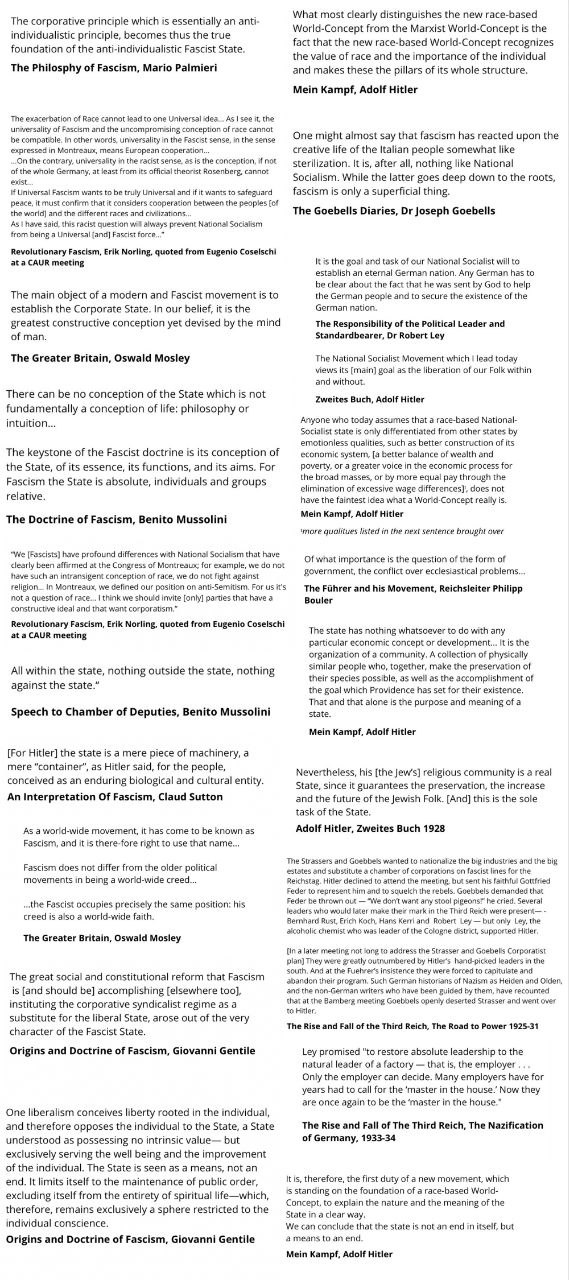 The corporative principle which is essentially an anti-
individualistic principle, becomes thus the true
foundation of the anti-individualistic Fascist State.
The Philosphy of Fascism, Mario Palmieri
The exacerbation of Race cannot lead to one Universal idea... As I see it, the
universality of Fascism and the uncompromising conception of race cannot
be compatible. In other words, universality in the Fascist sense, in the sense
expressed in Montreaux, means European cooperation...
...On the contrary, universality in the racist sense, as is the conception, if not
of the whole Germany, at least from its official theorist Rosenberg, cannot
exist...
If Universal Fascism wants to be truly Universal and if it wants to safeguard
peace, it must confirm that it considers cooperation between the peoples [of
the world] and the different races and civilizations...
As I have said, this racist question will always prevent National Socialism
from being a Universal [and] Fascist force..."
Revolutionary Fascism, Erik Norling, quoted from Eugenio Coselschi
at a CAUR meeting
The main object of a modern and Fascist movement is to
establish the Corporate State. In our belief, it is the
greatest constructive conception yet devised by the mind
of man.
The Greater Britain, Oswald Mosley
There can be no conception of the State which is not
fundamentally a conception of life: philosophy or
intuition...
The keystone of the Fascist doctrine is its conception of
the State, of its essence, its functions, and its aims. For
Fascism the State is absolute, individuals and groups
relative.
The Doctrine of Fascism, Benito Mussolini
"We [Fascists] have profound differences with National Socialism that have
clearly been affirmed at the Congress of Montreaux; for example, we do not
have such an intransigent conception of race, we do not fight against
religion... In Montreaux, we defined our position on anti-Semitism. For us it's
not a question of race... I think we should invite [only] parties that have a
constructive ideal and that want corporatism."
Revolutionary Fascism, Erik Norling, quoted from Eugenio Coselschi
at a CAUR meeting
All within the state, nothing outside the state, nothing
against the state."
Speech to Chamber of Deputies, Benito Mussolini
[For Hitler] the state is a mere piece of machinery, a
mere "container", as Hitler said, for the people,
conceived as an enduring biological and cultural entity.
An Interpretation Of Fascism, Claud Sutton
As a world-wide movement, it has come to be known as
Fascism, and it is there-fore right to use that name...
Fascism does not differ from the older political
movements in being a world-wide creed...
...the Fascist occupies precisely the same position: his
creed is also a world-wide faith.
The Greater Britain, Oswald Mosley
The great social and constitutional reform that Fascism
is [and should be] accomplishing [elsewhere too],
instituting the corporative syndicalist regime as a
substitute for the liberal State, arose out of the very
character of the Fascist State.
Origins and Doctrine of Fascism, Giovanni Gentile
One liberalism conceives liberty rooted in the individual,
and therefore opposes the individual to the State, a State
understood as possessing no intrinsic value— but
exclusively serving the well being and the improvement
of the individual. The State is seen as a means, not an
end. It limits itself to the maintenance of public order,
excluding itself from the entirety of spiritual life—which,
therefore, remains exclusively a sphere restricted to the
individual conscience.
Origins and Doctrine of Fascism, Giovanni Gentile
What most clearly distinguishes the new race-based
World-Concept from the Marxist World-Concept is the
fact that the new race-based World-Concept recognizes
the value of race and the importance of the individual
and makes these the pillars of its whole structure.
Mein Kampf, Adolf Hitler
One might almost say that fascism has reacted upon the
creative life of the Italian people somewhat like
sterilization. It is, after all, nothing like National
Socialism. While the latter goes deep down to the roots,
fascism is only a superficial thing.
The Goebells Diaries, Dr Joseph Goebells
It is the goal and task of our National Socialist will to
establish an eternal German nation. Any German has to
be clear about the fact that he was sent by God to help
the German people and to secure the existence of the
German nation.
The Responsibility of the Political Leader and
Standardbearer, Dr Robert Ley
The National Socialist Movement which I lead today
views its [main] goal as the liberation of our Folk within
and without.
Zweites Buch, Adolf Hitler
Anyone who today assumes that a race-based National-
Socialist state is only differentiated from other states by
emotionless qualities, such as better construction of its
economic system, [a better balance of wealth and
poverty, or a greater voice in the economic process for
the broad masses, or by more equal pay through the
elimination of excessive wage differences]¹, does not
have the faintest idea what a World-Concept really is.
Mein Kampf, Adolf Hitler
¹more qualitues listed in the next sentence brought over
Of what importance is the question of the form of
government, the conflict over ecclesiastical problems...
The Führer and his Movement, Reichsleiter Philipp
Bouler
The state has nothing whatsoever to do with any
particular economic concept or development... It is the
organization of a community. A collection of physically
similar people who, together, make the preservation of
their species possible, as well as the accomplishment of
the goal which Providence has set for their existence.
That and that alone is the purpose and meaning of a
state.
Mein Kampf, Adolf Hitler
Nevertheless, his [the Jew's] religious community is a real
State, since it guarantees the preservation, the increase
and the future of the Jewish Folk. [And] this is the sole
task of the State.
Adolf Hitler, Zweites Buch 1928
The Strassers and Goebbels wanted to nationalize the big industries and the big
estates and substitute a chamber of corporations on fascist lines for the
Reichstag. Hitler declined to attend the meeting, but sent his faithful Gottfried
Feder to represent him and to squelch the rebels. Goebbels demanded that
Feder be thrown out — "We don't want any stool pigeons!" he cried. Several
leaders who would later make their mark in the Third Reich were present— -
Bernhard Rust, Erich Koch, Hans Kerri and Robert Ley — but only Ley, the
alcoholic chemist who was leader of the Cologne district, supported Hitler.
[In a later meeting not long to address the Strasser and Goebells Corporatist
plan] They were greatly outnumbered by Hitler's hand-picked leaders in the
south. And at the Fuehrer's insistence they were forced to capitulate and
abandon their program. Such German historians of Nazism as Heiden and Olden,
and the non-German writers who have been guided by them, have recounted
that at the Bamberg meeting Goebbels openly deserted Strasser and went over
to Hitler.
The Rise and Fall of the Third Reich, The Road to Power 1925-31
Ley promised "to restore absolute leadership to the
natural leader of a factory — that is, the employer . . .
Only the employer can decide. Many employers have for
years had to call for the 'master in the house.' Now they
are once again to be the 'master in the house."
The Rise and Fall of The Third Reich, The Nazification
of Germany, 1933-34
It is, therefore, the first duty of a new movement, which
is standing on the foundation of a race-based World-
Concept, to explain the nature and the meaning of the
State in a clear way.
We can conclude that the state is not an end in itself, but
a means to an end.
Mein Kampf, Adolf Hitler